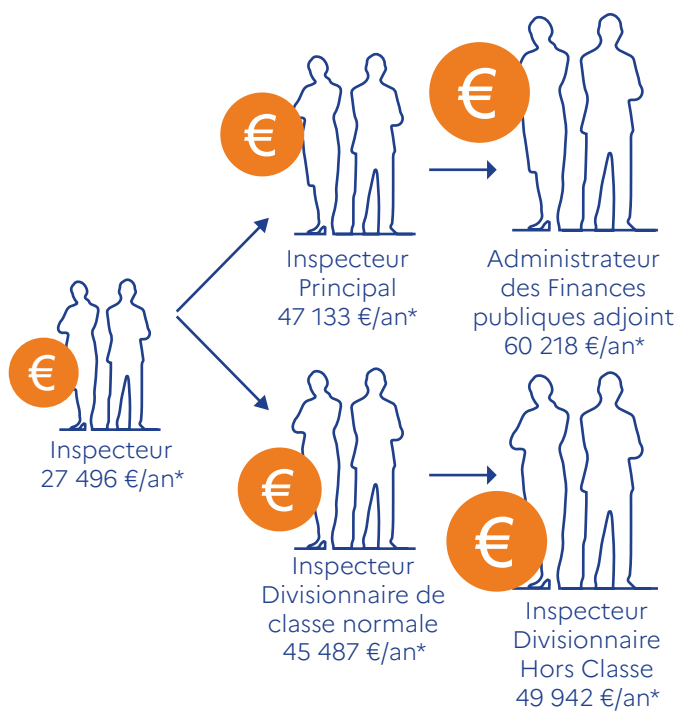 €
€
Inspecteur
Principal
47 133 €/an*
Administrateur
des Finances
publiques adjoint
60 218 €/an*
€
Inspecteur
27 496 €/an*
€
Inspecteur
Divisionnaire de
classe normale
45 487 €/an*
€
Inspecteur
Divisionnaire
Hors Classe
49 942 €/an*